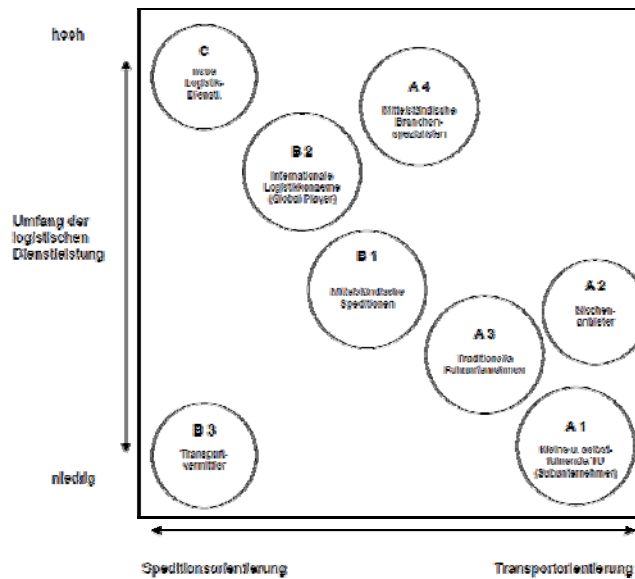 hoch
C
neue
Logistik-
Dienstl.
A 4
Mittelständische
Branchen-
spezialisten
B 2
Internationale
Logistikkonzerne
(Global Player)
Umfang der
logistischen
Dienstleistung
B 1
Mittelständische
Speditionen
A 2
Nischen-
anbieter
A 3
Traditionelle
Fuhrunternehmen
B 3
Transport-
vermittler
A 1
Kleine u. selbst-
fahrende TU
(Subunternehmer)
niedrig
Speditionsorientierung
Transportorientierung